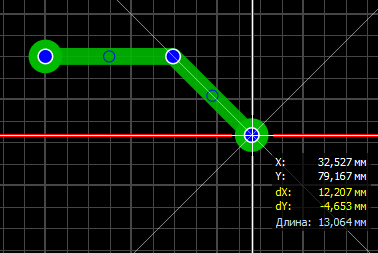 X: 32,527 мм
Y: 79,167 мм
dX: 12,207 мм
dY: -4,653 мм
Длина: 13,064 мм